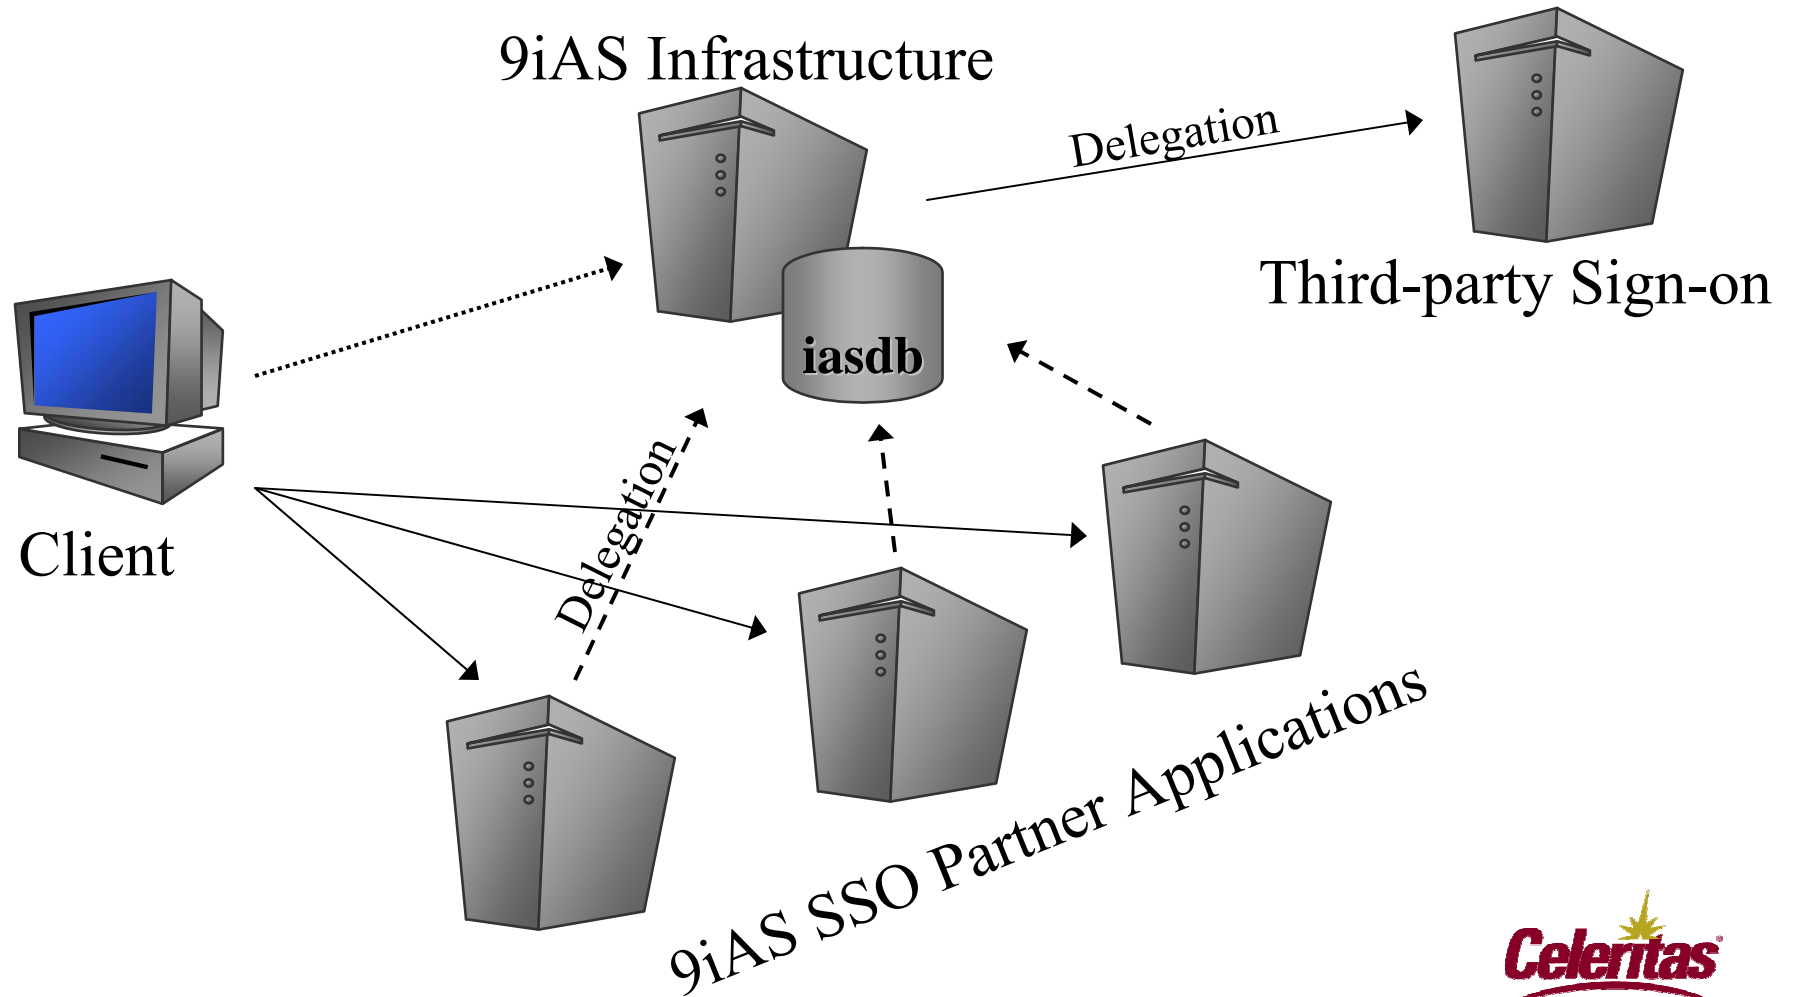 9iAS Infrastructure
Delegation
Third-party Sign-on
iasdb
Client
Delegation
9iAS SSO Partner Applications
Celeritas